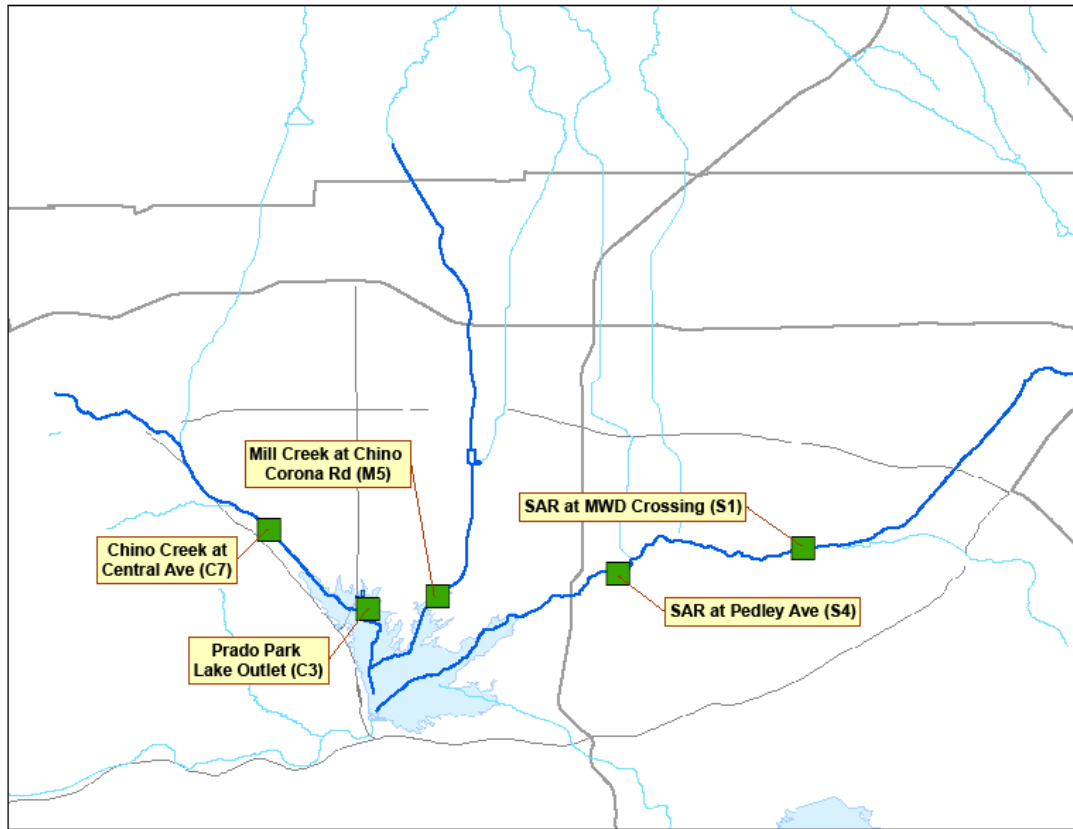 Mill Creek at Chino
Corona Rd (M5)
SAR at MWD Crossing (S1)
Chino Creek at
Central Ave (C7)
SAR at Pedley Ave (S4)
Prado Park
Lake Outlet (C3)